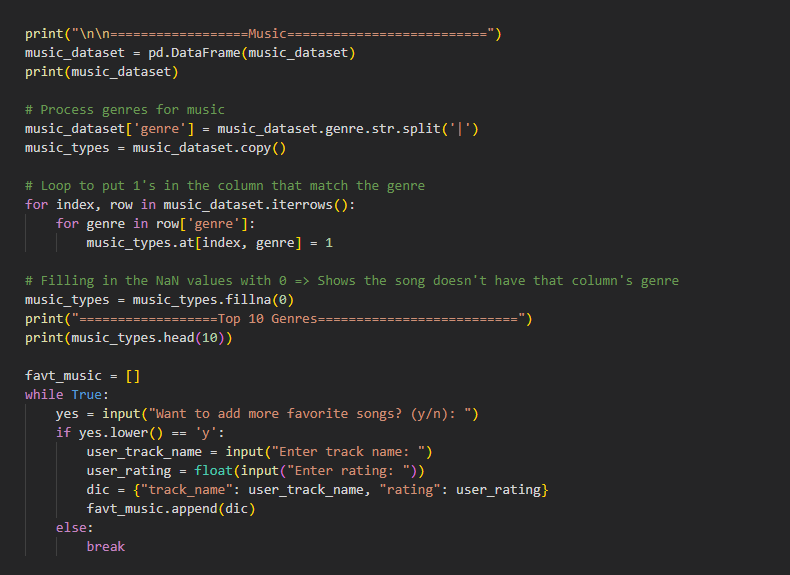 print("\n\n==================Music==========================")
music_dataset = pd.DataFrame(music_dataset)
print(music_dataset)

# Process genres for music
music_dataset['genre'] = music_dataset.genre.str.split('|')
music_types = music_dataset.copy()

# Loop to put 1's in the column that match the genre
for index, row in music_dataset.iterrows():
    for genre in row['genre']:
        music_types.at[index, genre] = 1

# Filling in the NaN values with 0 => Shows the song doesn't have that column's genre
music_types = music_types.fillna(0)
print("==================Top 10 Genres==========================")
print(music_types.head(10))

favt_music = []
while True:
    yes = input("Want to add more favorite songs? (y/n): ")
    if yes.lower() == 'y':
        user_track_name = input("Enter track name: ")
        user_rating = float(input("Enter rating: "))
        dic = {"track_name": user_track_name, "rating": user_rating}
        favt_music.append(dic)
    else:
        break